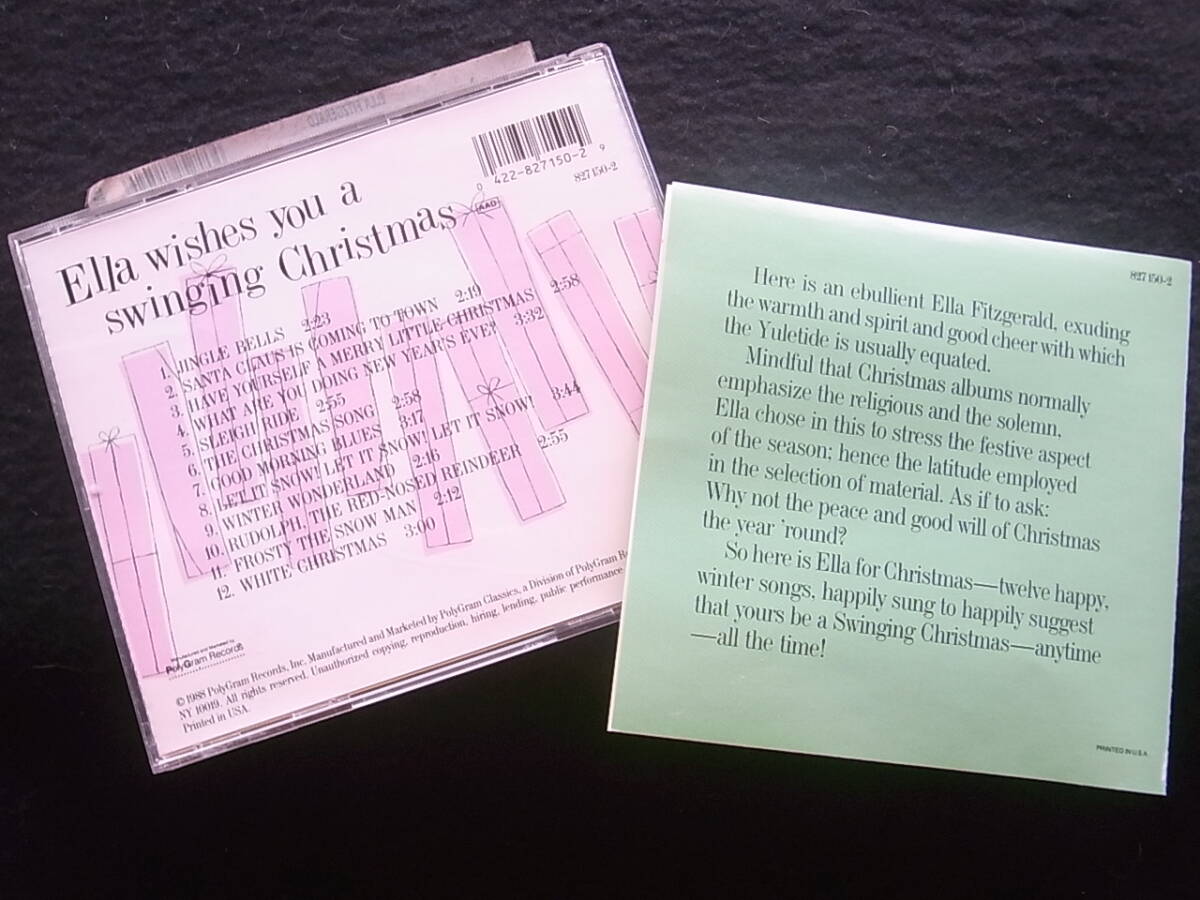 ELLA FITZGERALD
0 422-827150-2 9
827 150-2
AAD
Ella wishes you a
swinging Christmas
1. JINGLE BELLS 2:23
2. SANTA CLAUS IS COMING TO TOWN 2:19
3. HAVE YOURSELF A MERRY LITTLE CHRISTMAS 2:58
4. WHAT ARE YOU DOING NEW YEAR'S EVE? 3:32
5. SLEIGH RIDE 2:55
6. THE CHRISTMAS SONG 2:58
7. GOOD MORNING BLUES 3:17
8. LET IT SNOW! LET IT SNOW! LET IT SNOW! 3:44
9. WINTER WONDERLAND 2:16
10. RUDOLPH, THE RED-NOSED REINDEER 2:55
11. FROSTY THE SNOW MAN 2:12
12. WHITE CHRISTMAS 3:00
Manufactured and Marketed by
PolyGram Records
© 1988 PolyGram Records, Inc. Manufactured and Marketed by PolyGram Classics, a Division of PolyGram Re
NY 10019. All rights reserved. Unauthorized copying, reproduction, hiring, lending, public performance
Printed in USA.
827 150-2
Here is an ebullient Ella Fitzgerald, exuding
the warmth and spirit and good cheer with which
the Yuletide is usually equated.
Mindful that Christmas albums normally
emphasize the religious and the solemn,
Ella chose in this to stress the festive aspect
of the season; hence the latitude employed
in the selection of material. As if to ask:
Why not the peace and good will of Christmas
the year 'round?
So here is Ella for Christmas—twelve happy,
winter songs, happily sung to happily suggest
that yours be a Swinging Christmas—anytime
—all the time!
PRINTED IN U.S.A.